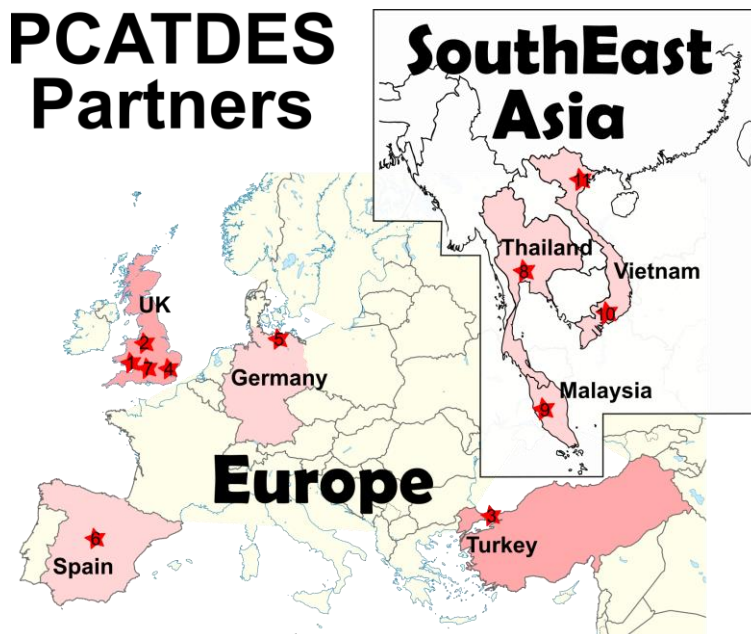 PCATDES
Partners
SouthEast
Asia
11
Thailand
8
Vietnam
10
Malaysia
9
UK
2
1
7
4
5
Germany
Europe
3
Turkey
6
Spain